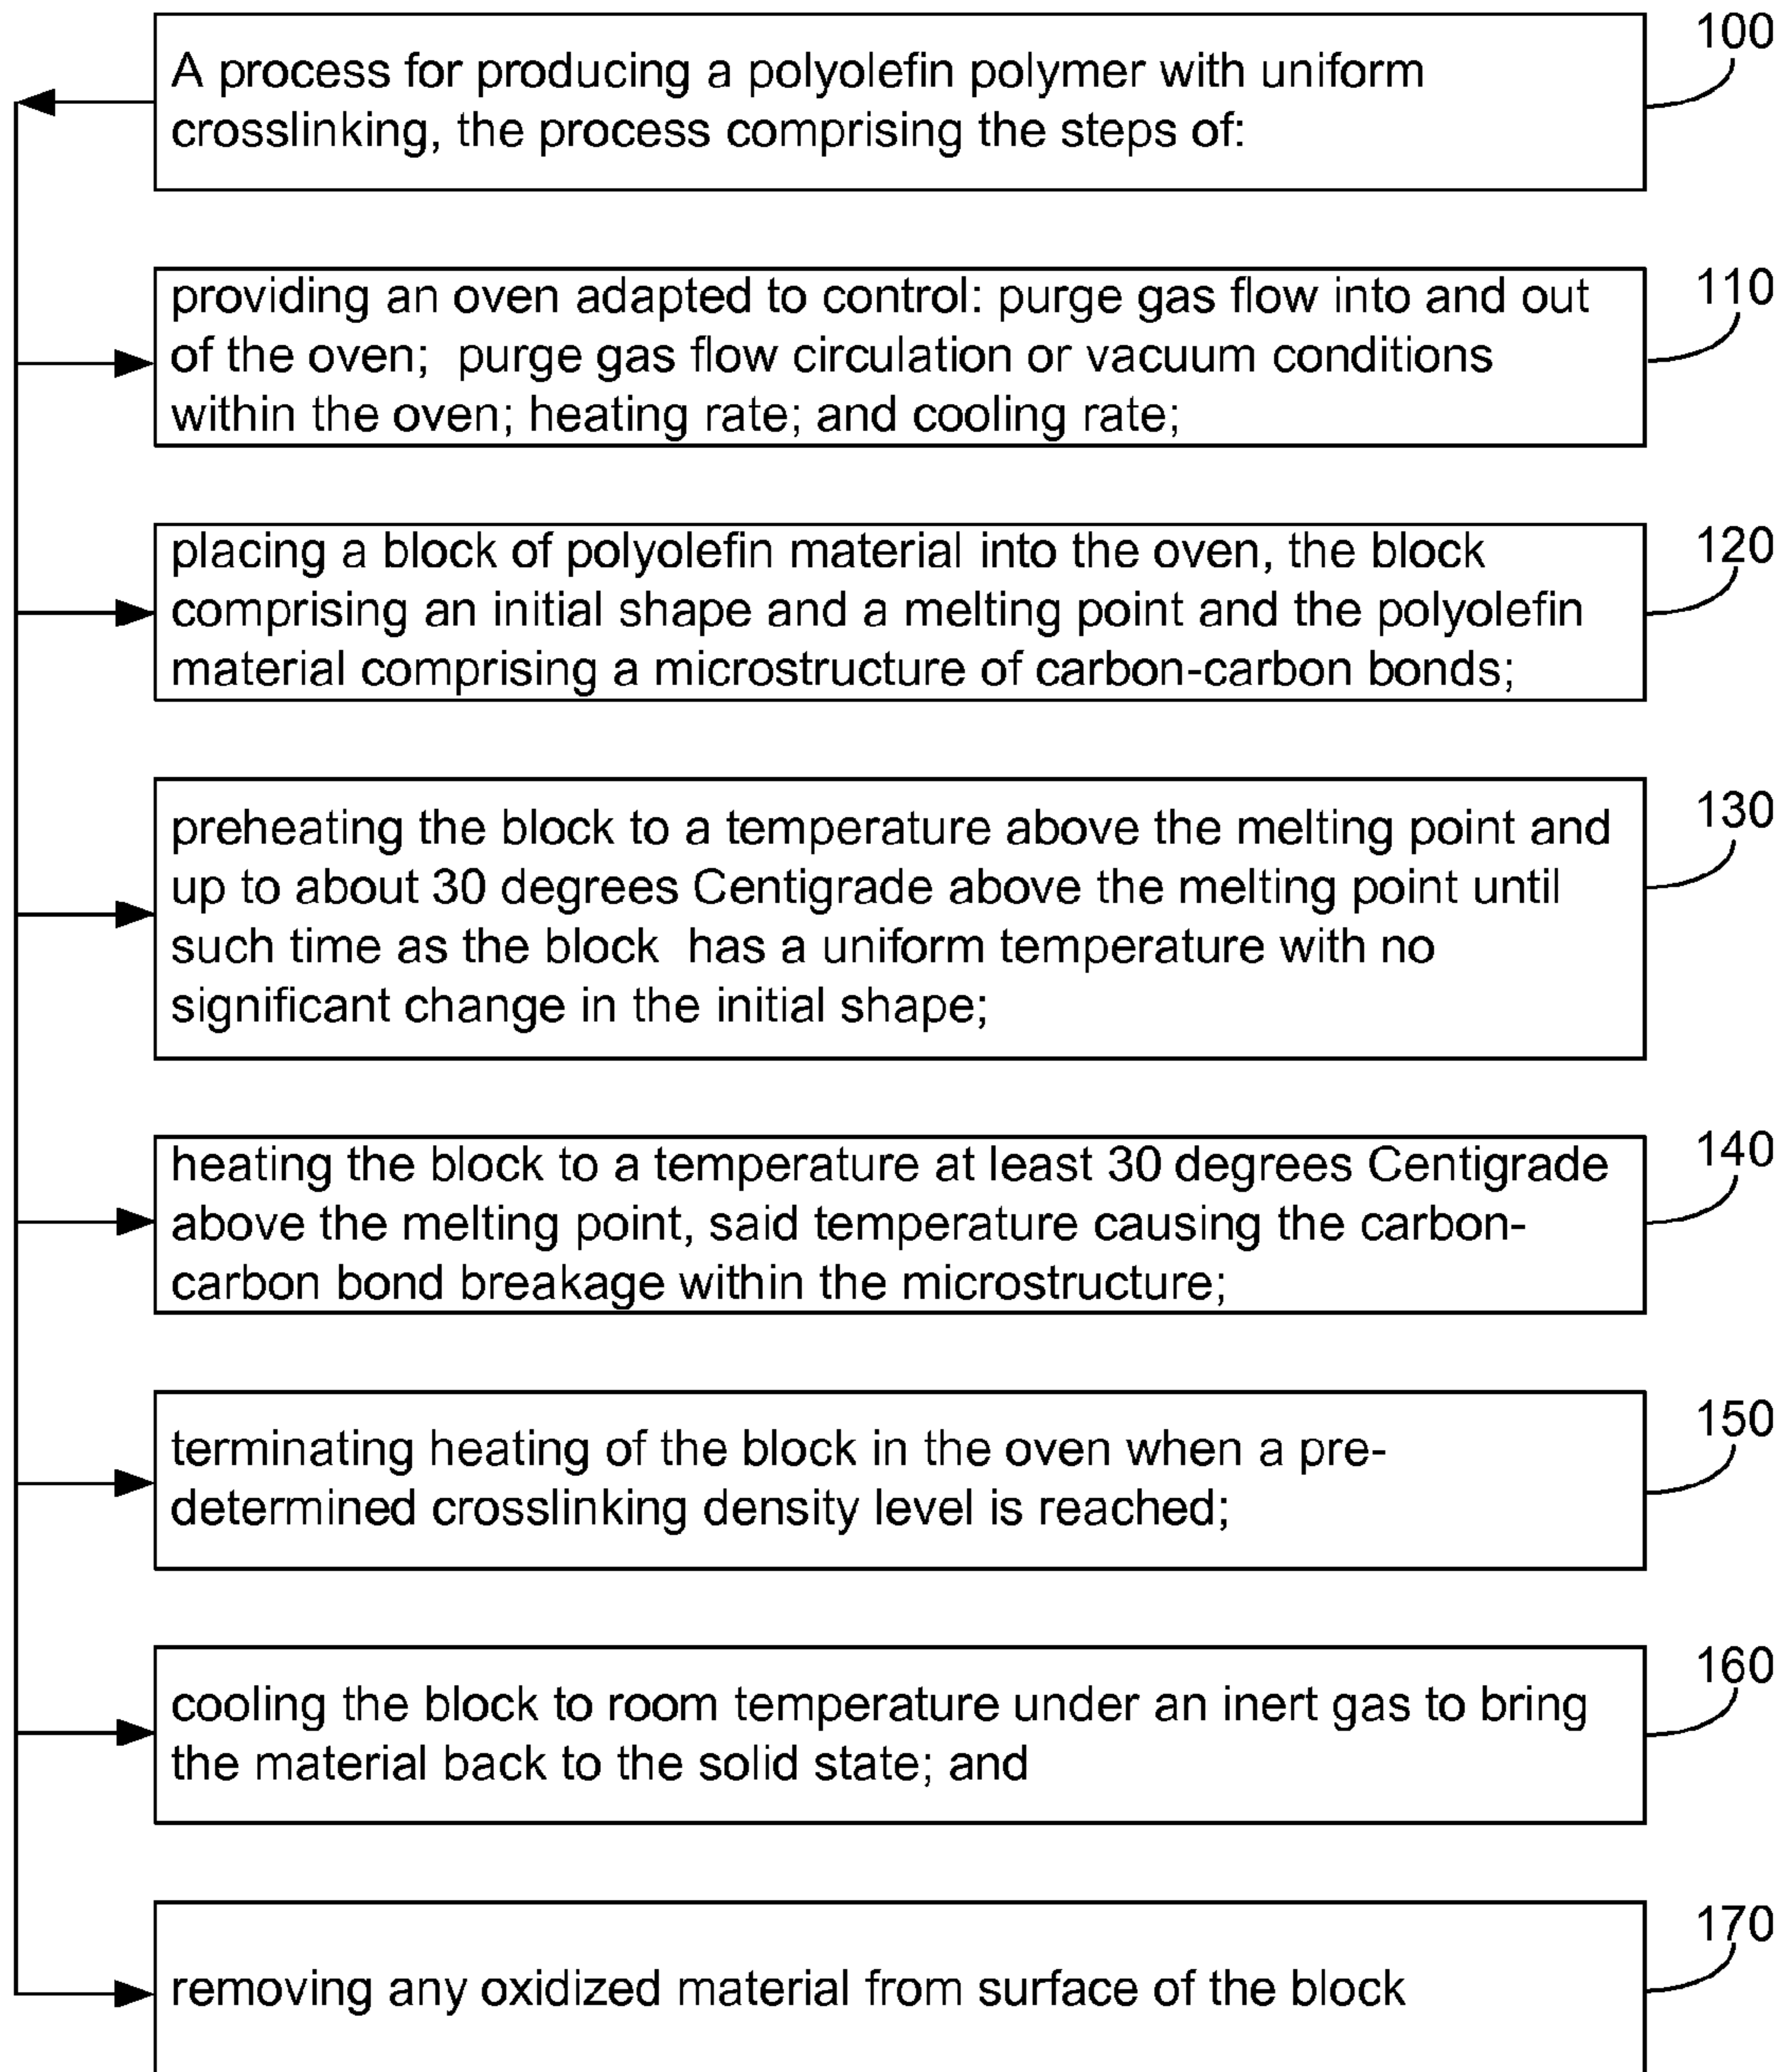 100
A process for producing a polyolefin polymer with uniform
crosslinking, the process comprising the steps of:
110
providing an oven adapted to control: purge gas flow into and out
of the oven;  purge gas flow circulation or vacuum conditions
within the oven; heating rate; and cooling rate;
120
placing a block of polyolefin material into the oven, the block
comprising an initial shape and a melting point and the polyolefin
material comprising a microstructure of carbon-carbon bonds;
130
preheating the block to a temperature above the melting point and
up to about 30 degrees Centigrade above the melting point until
such time as the block  has a uniform temperature with no
significant change in the initial shape;
140
heating the block to a temperature at least 30 degrees Centigrade
above the melting point, said temperature causing the carbon-
carbon bond breakage within the microstructure;
150
terminating heating of the block in the oven when a pre-
determined crosslinking density level is reached;
160
cooling the block to room temperature under an inert gas to bring
the material back to the solid state; and
170
removing any oxidized material from surface of the block